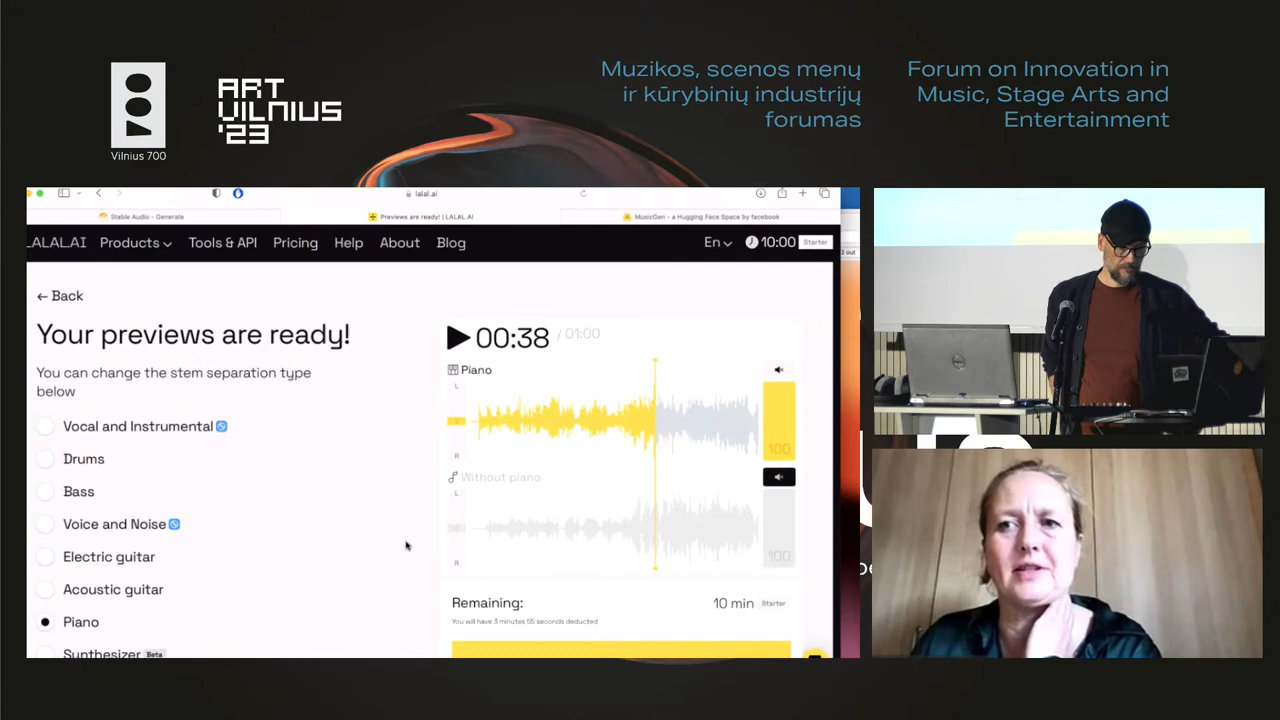 Vilnius 700
ART
VILNIUS
'23
Muzikos, scenos menų
ir kūrybinių industrijų
forumas
Forum on Innovation in
Music, Stage Arts and
Entertainment
lalal.ai
Stable Audio - Generate
Previews are ready! | LALAL.AI
MusicGen - a Hugging Face Space by facebook
LALAL.AI Products Tools & API Pricing Help About Blog En 10:00 Starter
2 out
← Back
Your previews are ready!
You can change the stem separation type
below
Vocal and Instrumental
Drums
Bass
Voice and Noise
Electric guitar
Acoustic guitar
Piano
Synthesizer Beta
00:38 / 01:00
Piano
L
C
R
100
Without piano
L
C
R
100
Remaining: 10 min Starter
You will have 3 minutes 55 seconds deducted
DELL